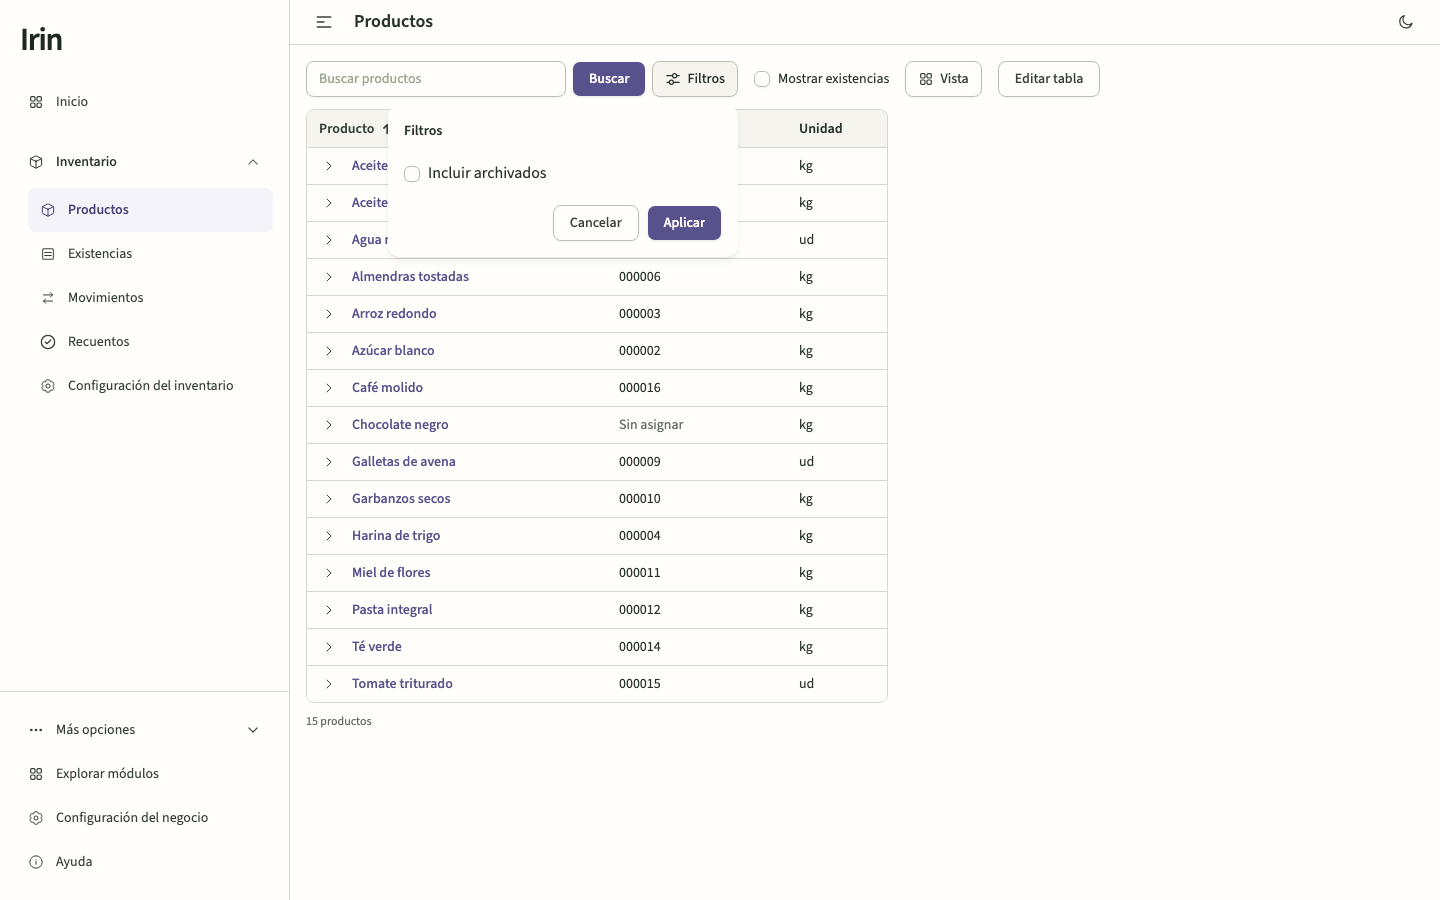 Irin
Inicio
Inventario
Productos
Existencias
Movimientos
Recuentos
Configuración del inventario
Más opciones
Explorar módulos
Configuración del negocio
Ayuda
Productos
Buscar productos
Buscar
Filtros
Mostrar existencias
Vista
Editar tabla
Producto
Unidad
Filtros
Incluir archivados
Cancelar
Aplicar
Aceite kg
Aceite kg
Agua ud
Almendras tostadas 000006 kg
Arroz redondo 000003 kg
Azúcar blanco 000002 kg
Café molido 000016 kg
Chocolate negro Sin asignar kg
Galletas de avena 000009 ud
Garbanzos secos 000010 kg
Harina de trigo 000004 kg
Miel de flores 000011 kg
Pasta integral 000012 kg
Té verde 000014 kg
Tomate triturado 000015 ud
15 productos